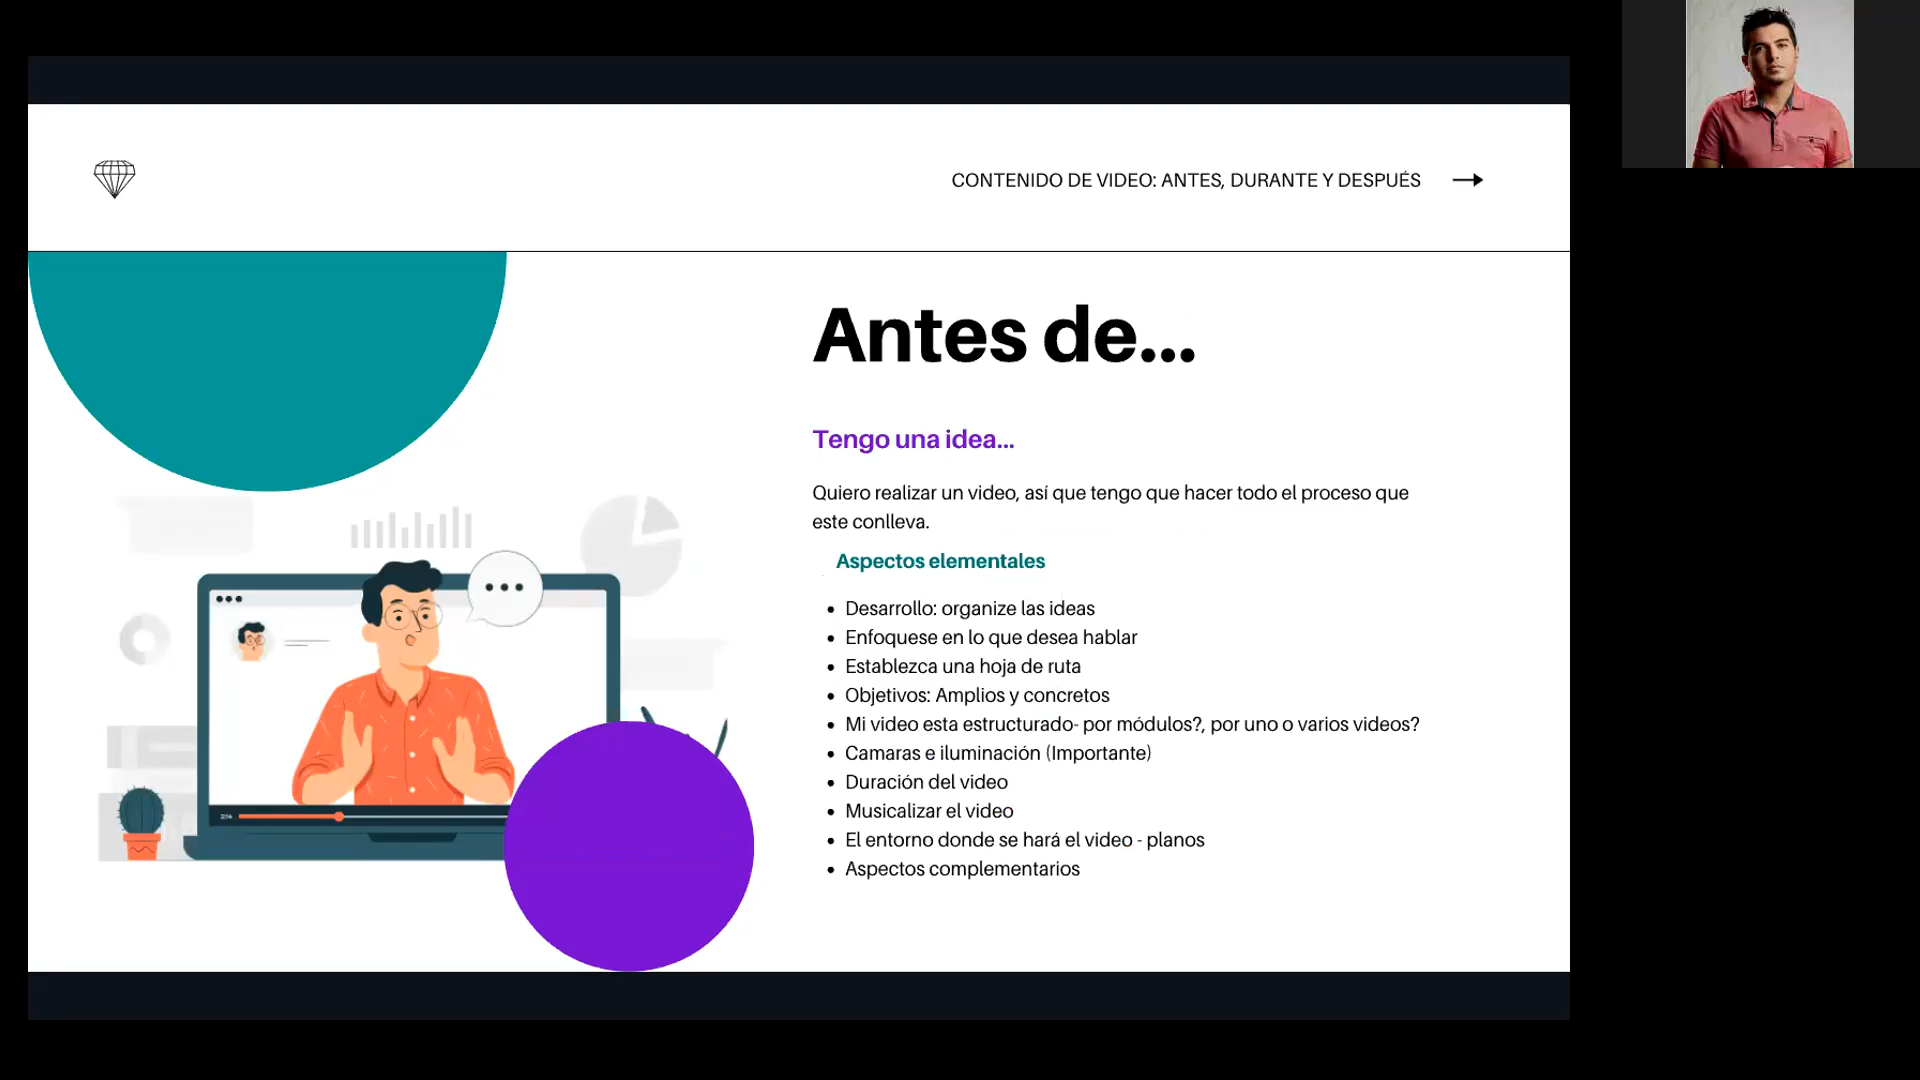 CONTENIDO DE VIDEO: ANTES, DURANTE Y DESPUÉS
Antes de...
Tengo una idea...
Quiero realizar un video, así que tengo que hacer todo el proceso que
este conlleva.
Aspectos elementales
Desarrollo: organize las ideas
Enfoquese en lo que desea hablar
Establezca una hoja de ruta
Objetivos: Amplios y concretos
Mi video esta estructurado- por módulos?, por uno o varios videos?
Camaras e iluminación (Importante)
Duración del video
Musicalizar el video
El entorno donde se hará el video - planos
Aspectos complementarios